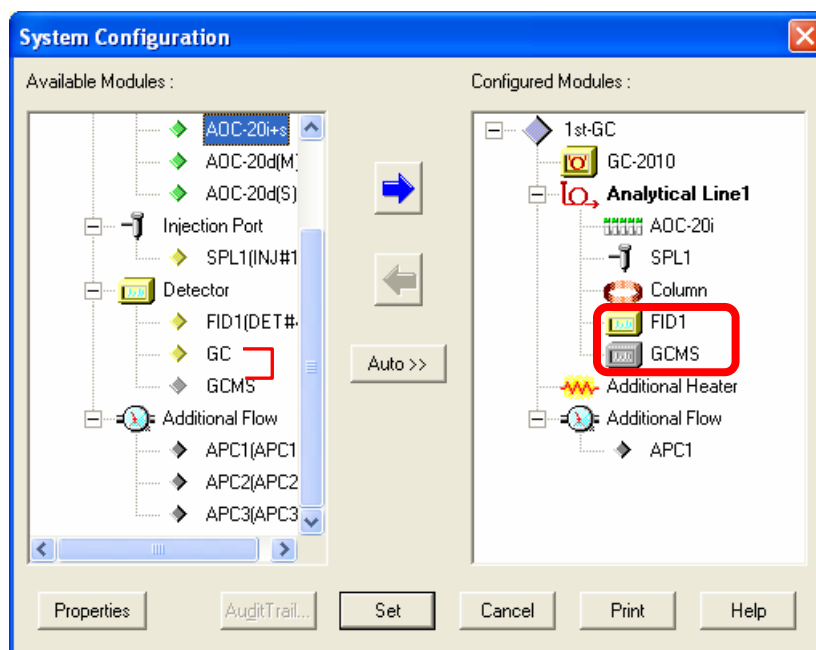 System Configuration
Available Modules :
AOC-20i+s
AOC-20d(M)
AOC-20d(S)
Injection Port
SPL1(INJ#1
Detector
FID1(DET#
GC
GCMS
Additional Flow
APC1(APC1
APC2(APC2
APC3(APC3
Auto >>
Configured Modules :
1st-GC
GC-2010
Analytical Line1
AOC-20i
SPL1
Column
FID1
GCMS
Additional Heater
Additional Flow
APC1
Properties
AuditTrail...
Set
Cancel
Print
Help